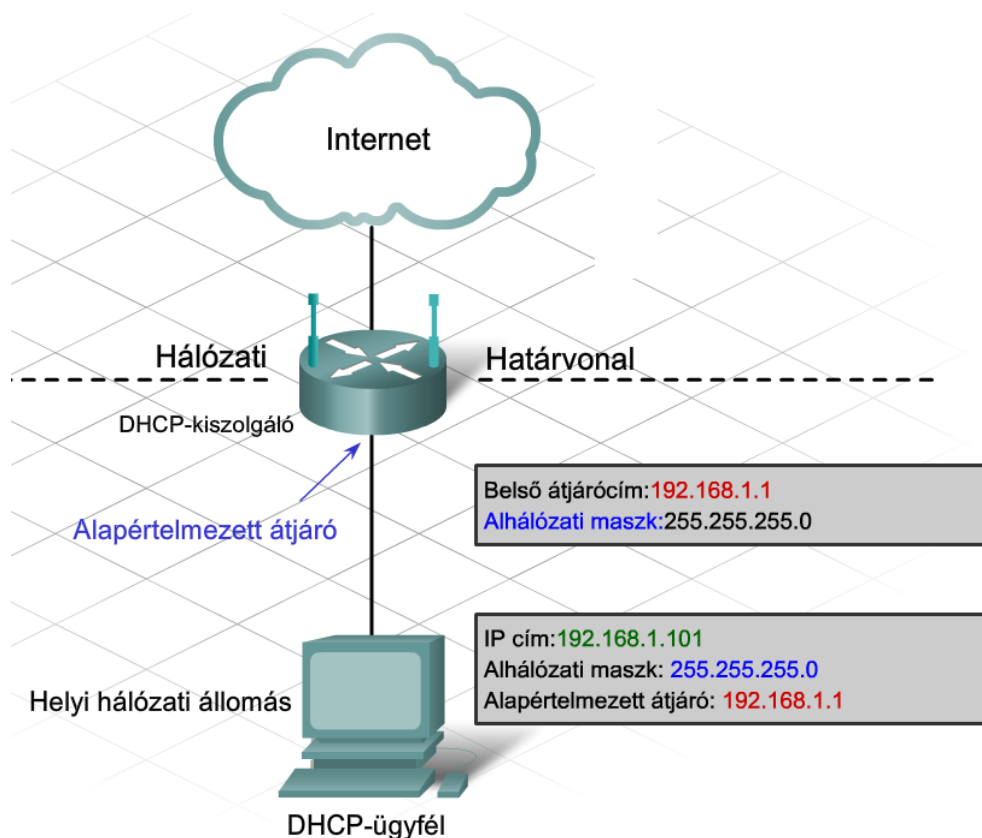 Internet
Hálózati Határvonal
DHCP-kiszolgáló
Alapértelmezett átjáró
Belső átjárócím:192.168.1.1
Alhálózati maszk:255.255.255.0
IP cím:192.168.1.101
Alhálózati maszk: 255.255.255.0
Alapértelmezett átjáró: 192.168.1.1
Helyi hálózati állomás
DHCP-ügyfél